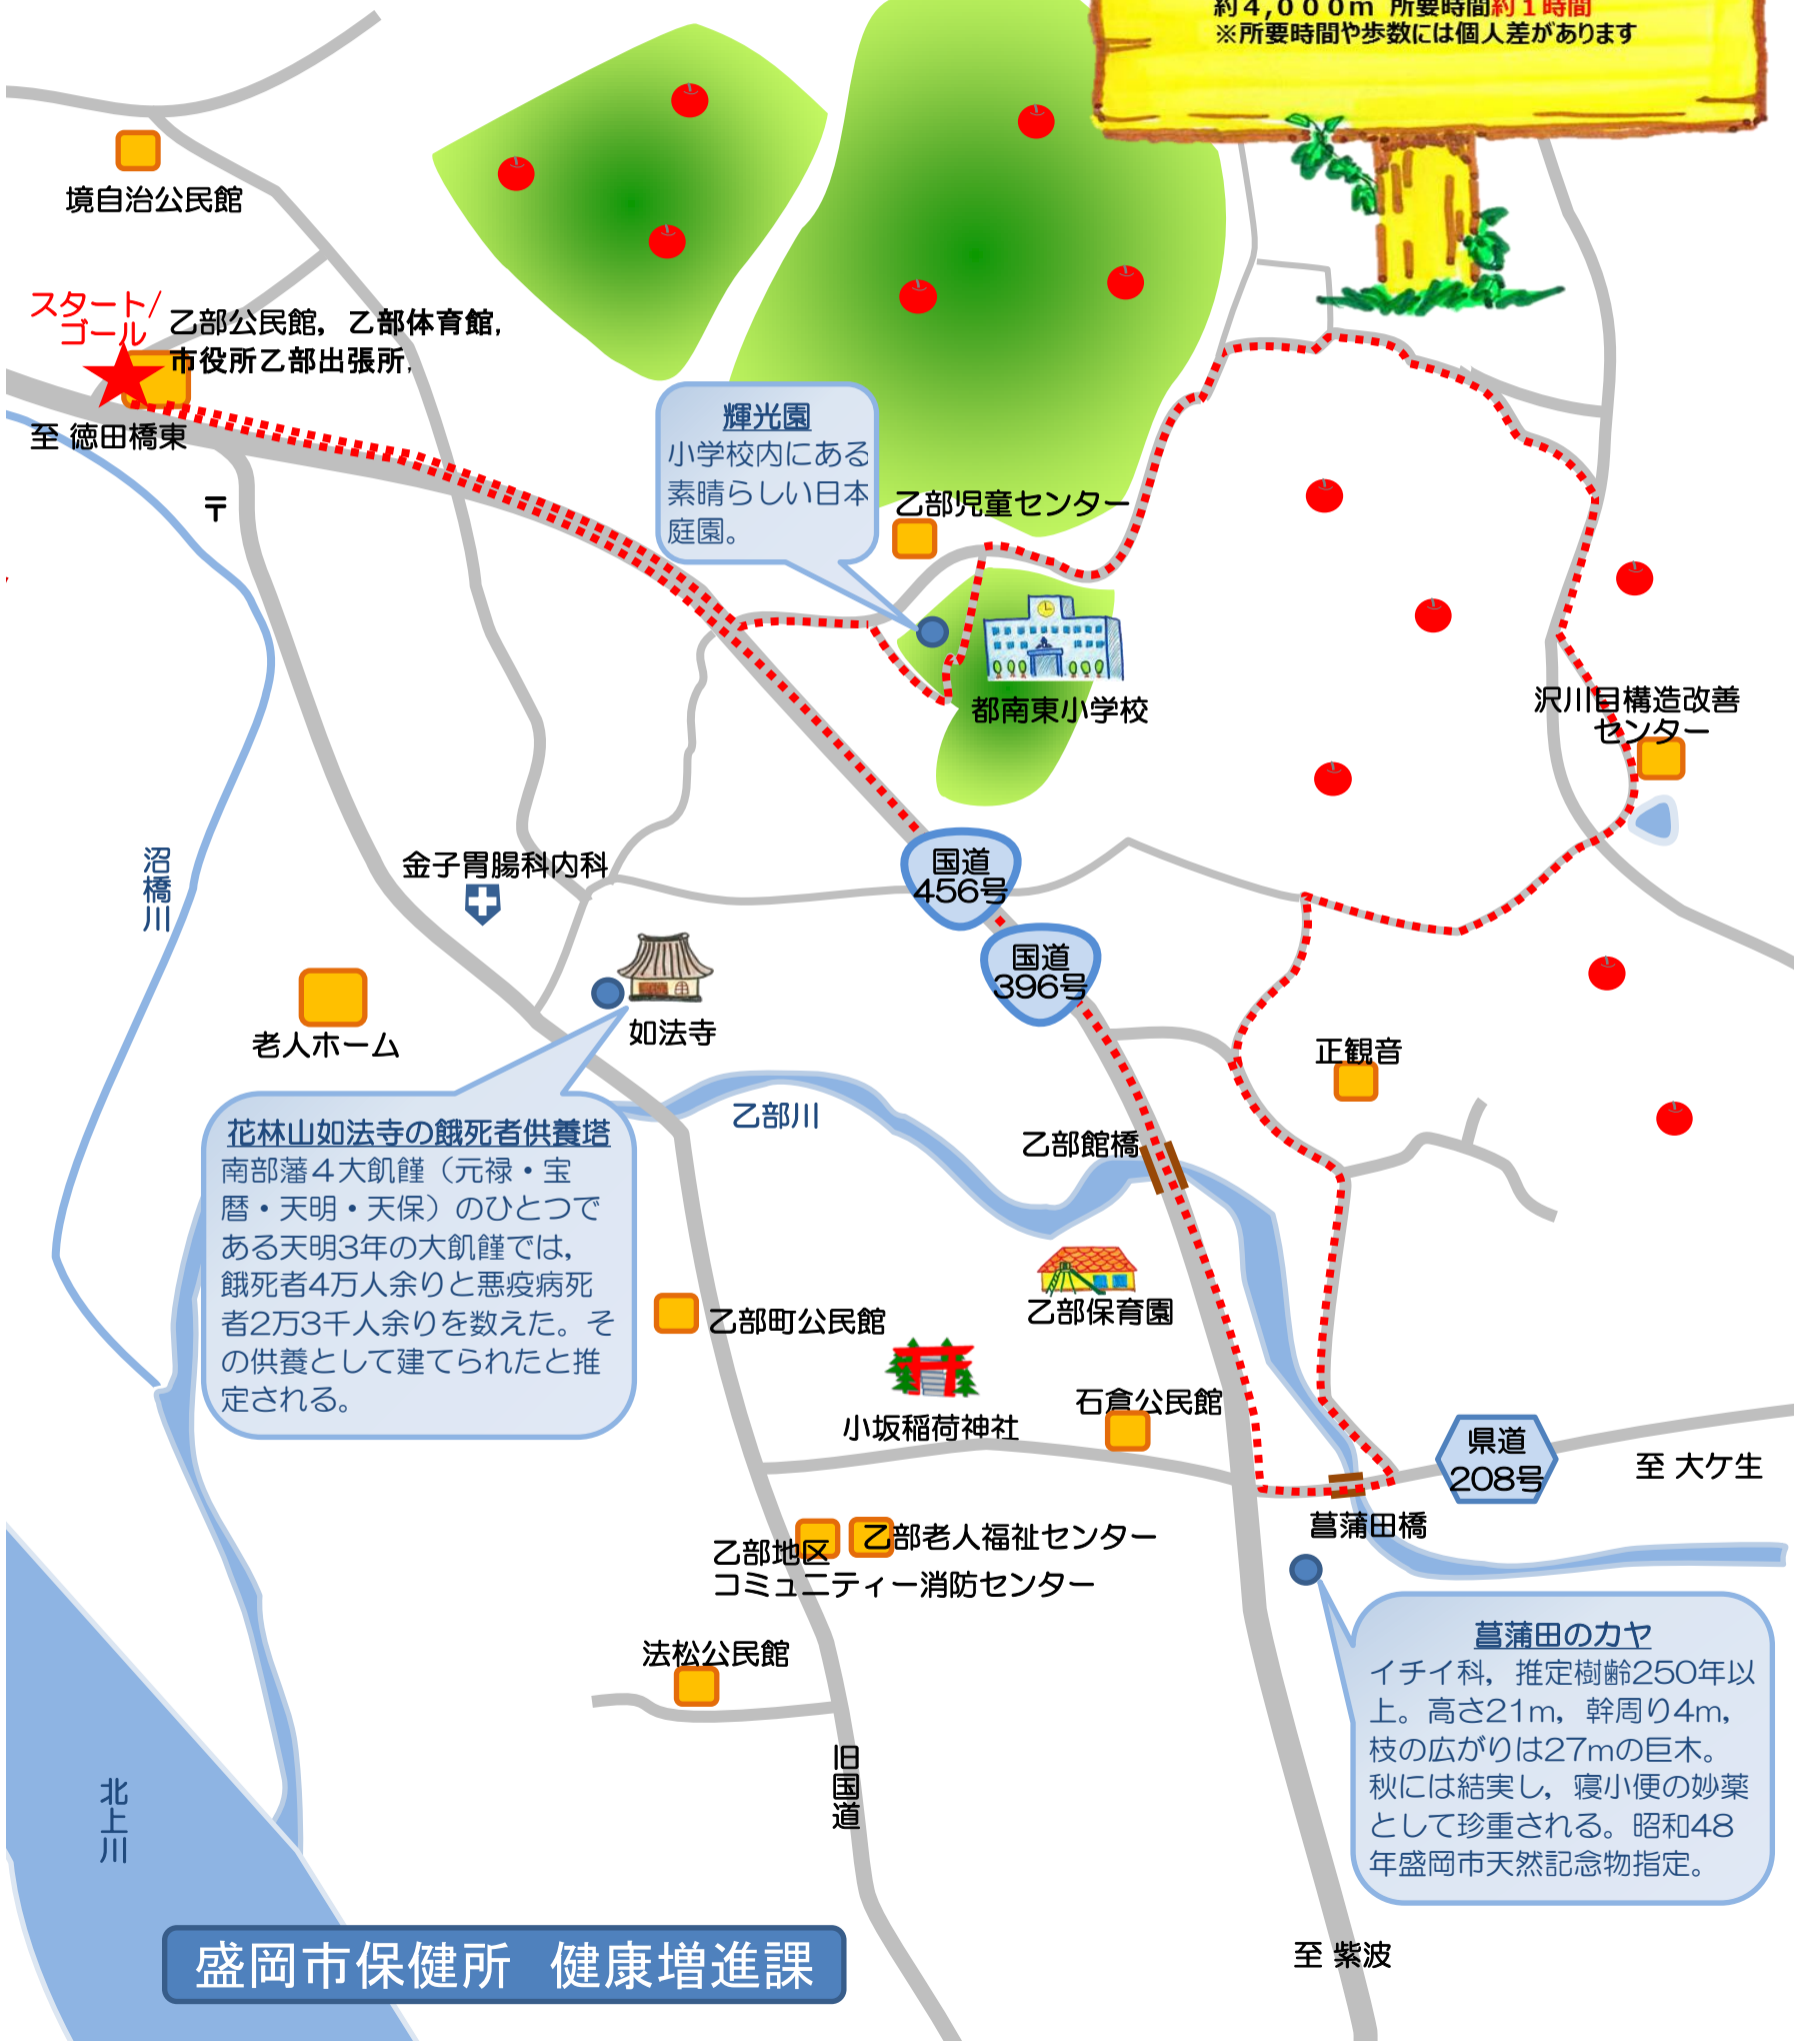 約4,000m 所要時間約1時間
※所要時間や歩数には個人差があります
境自治公民館
スタート/
ゴール
乙部公民館，乙部体育館，
市役所乙部出張所，
至 徳田橋東
〒
輝光園
小学校内にある
素晴らしい日本
庭園。
乙部児童センター
都南東小学校
沢川目構造改善
センター
沼橋川
金子胃腸科内科
国道
456号
国道
396号
老人ホーム
如法寺
正観音
花林山如法寺の餓死者供養塔
南部藩４大飢饉（元禄・宝
暦・天明・天保）のひとつで
ある天明3年の大飢饉では，
餓死者4万人余りと悪疫病死
者2万3千人余りを数えた。そ
の供養として建てられたと推
定される。
乙部川
乙部館橋
乙部保育園
乙部町公民館
小坂稲荷神社
石倉公民館
県道
208号
至 大ケ生
菖蒲田橋
乙部地区
コミュニティー消防センター
乙部老人福祉センター
法松公民館
菖蒲田のカヤ
イチイ科，推定樹齢250年以
上。高さ21m，幹周り4m，
枝の広がりは27mの巨木。
秋には結実し，寝小便の妙薬
として珍重される。昭和48
年盛岡市天然記念物指定。
旧国道
北上川
至 紫波
盛岡市保健所　健康増進課